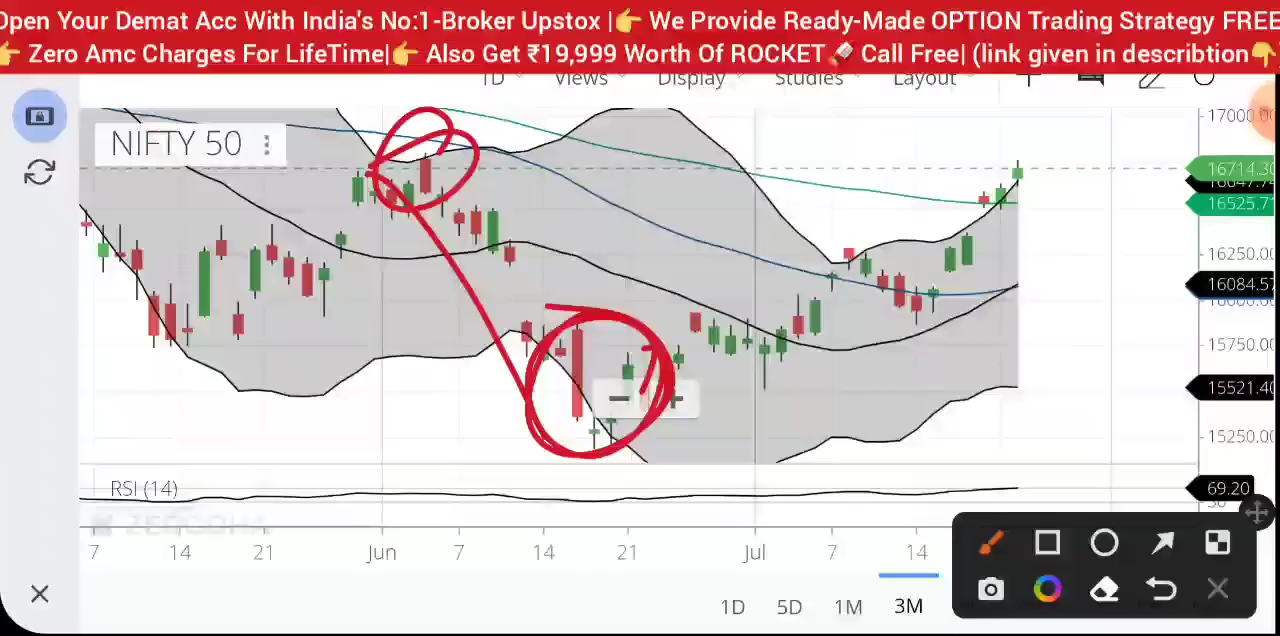 Open Your Demat Acc With India's No:1-Broker Upstox |👉 We Provide Ready-Made OPTION Trading Strategy FREE
👉 Zero Amc Charges For LifeTime|👉 Also Get ₹19,999 Worth Of ROCKET🚀 Call Free| (link given in describtion👇
1D Views Display Studies Layout
NIFTY 50
17000.00
16714.30
16525.71
16250.00
16084.57
16000.00
15750.00
15521.40
15250.00
RSI (14)
69.20
ZERODHA
7 14 21 Jun 7 14 21 Jul 7 14
1D 5D 1M 3M